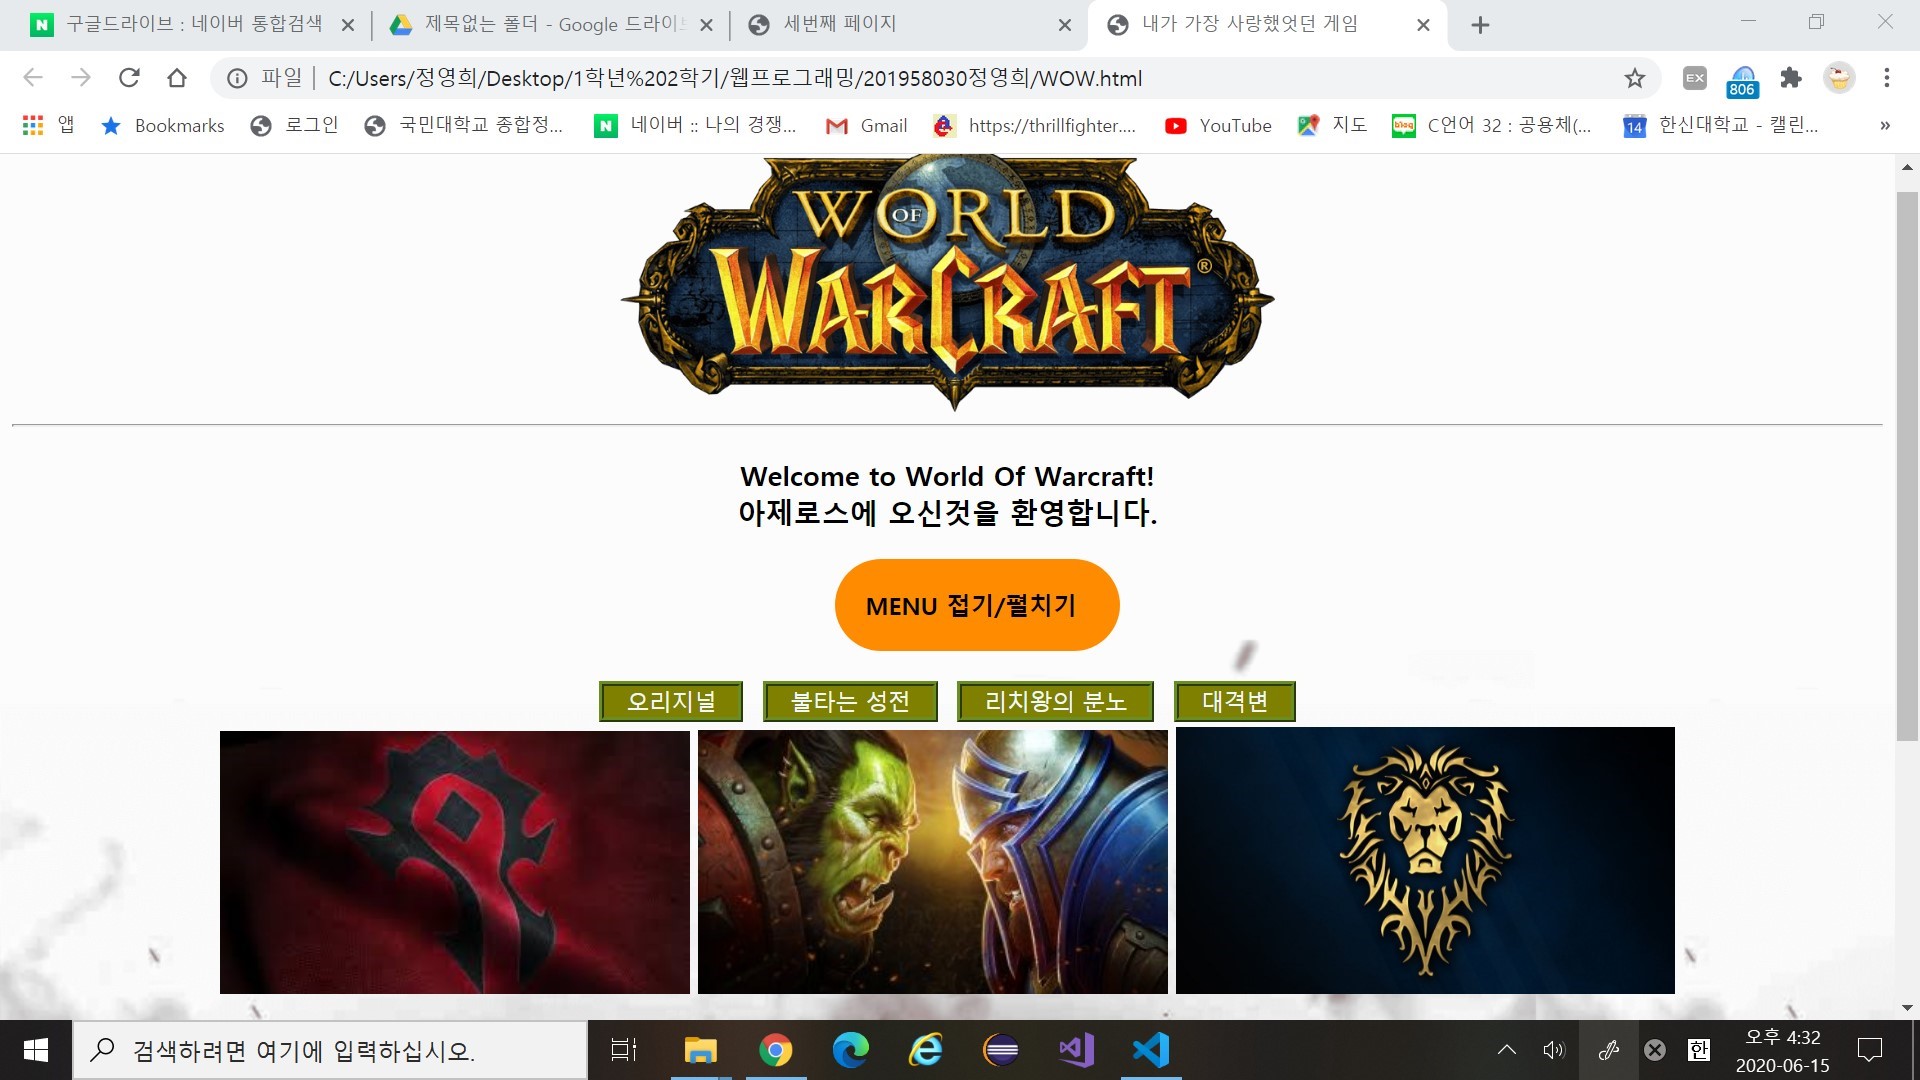 구글드라이브 : 네이버 통합검색
제목없는 폴더 - Google 드라이브
세번째 페이지
내가 가장 사랑했엇던 게임
파일
C:/Users/정영희/Desktop/1학년%202학기/웹프로그래밍/201958030정영희/WOW.html
EX
806
앱
Bookmarks
로그인
국민대학교 종합정...
N
네이버 :: 나의 경쟁...
Gmail
https://thrillfighter....
YouTube
지도
blog
C언어 32 : 공용체(...
14
한신대학교 - 캘린...
»
WORLD
OF
WARCRAFT®
Welcome to World Of Warcraft!
아제로스에 오신것을 환영합니다.
MENU 접기/펼치기
오리지널
불타는 성전
리치왕의 분노
대격변
검색하려면 여기에 입력하십시오.
한
오후 4:32
2020-06-15